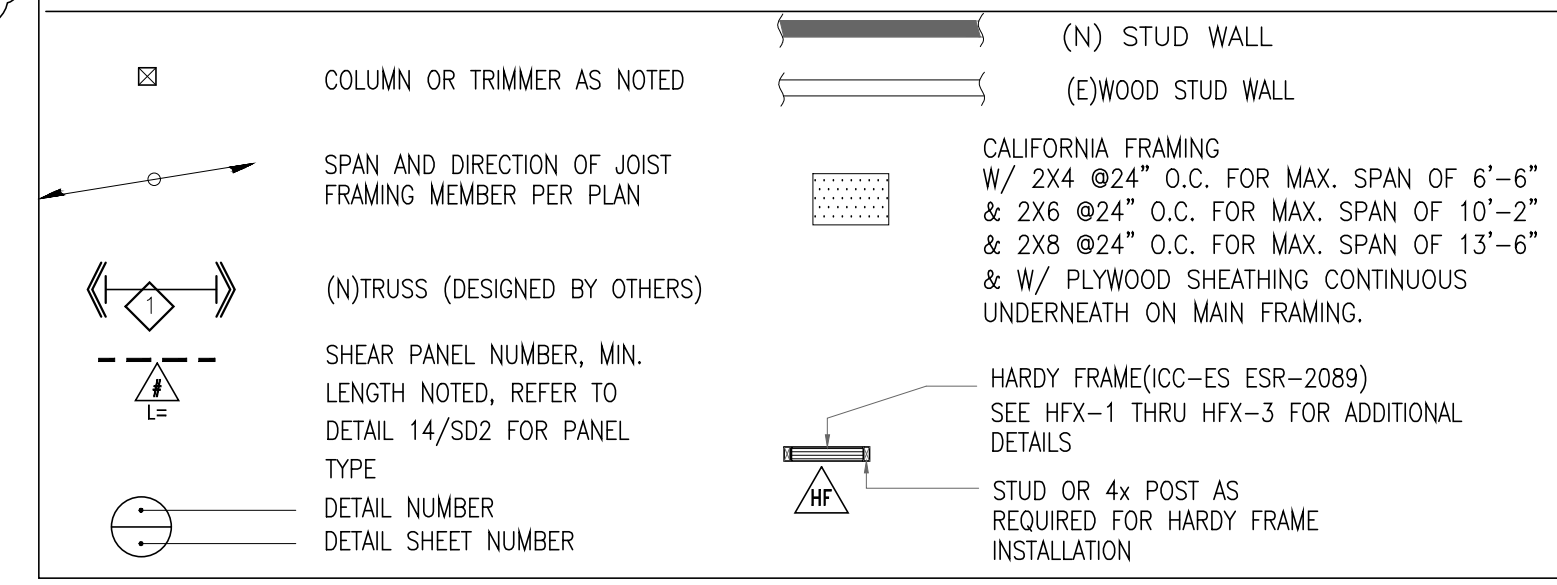 COLUMN OR TRIMMER AS NOTED
SPAN AND DIRECTION OF JOIST
FRAMING MEMBER PER PLAN
1
(N)TRUSS (DESIGNED BY OTHERS)
#
L=
SHEAR PANEL NUMBER, MIN.
LENGTH NOTED, REFER TO
DETAIL 14/SD2 FOR PANEL
TYPE
DETAIL NUMBER
DETAIL SHEET NUMBER
(N) STUD WALL
(E)WOOD STUD WALL
CALIFORNIA FRAMING
W/ 2X4 @24" O.C. FOR MAX. SPAN OF 6'-6"
& 2X6 @24" O.C. FOR MAX. SPAN OF 10'-2"
& 2X8 @24" O.C. FOR MAX. SPAN OF 13'-6"
& W/ PLYWOOD SHEATHING CONTINUOUS
UNDERNEATH ON MAIN FRAMING.
HARDY FRAME(ICC-ES ESR-2089)
SEE HFX-1 THRU HFX-3 FOR ADDITIONAL
DETAILS
HF
STUD OR 4x POST AS
REQUIRED FOR HARDY FRAME
INSTALLATION